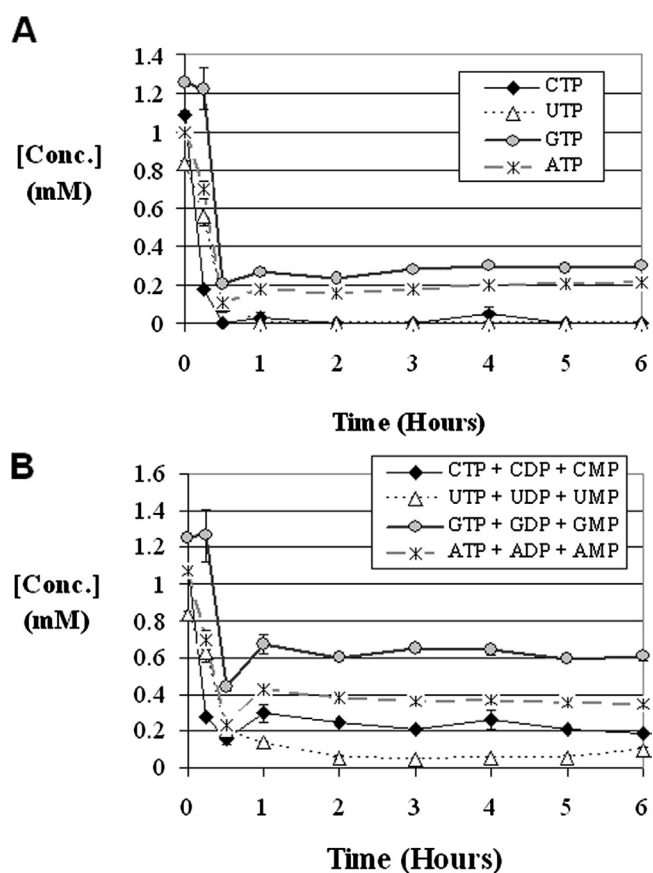 A
1.4
1.2
1
0.8
0.6
0.4
0.2
0
[Conc.]
(mM)
CTP
UTP
GTP
ATP
0 1 2 3 4 5 6
Time (Hours)
B
1.6
1.4
1.2
1
0.8
0.6
0.4
0.2
0
[Conc.]
(mM)
CTP + CDP + CMP
UTP + UDP + UMP
GTP + GDP + GMP
ATP + ADP + AMP
0 1 2 3 4 5 6
Time (Hours)